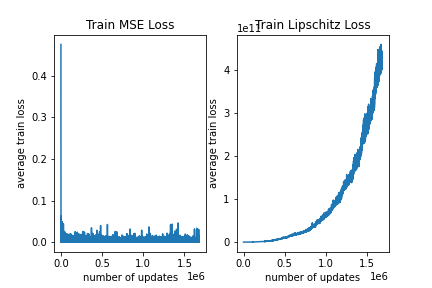 Train MSE Loss
average train loss
0.4
0.3
0.2
0.1
0.0
0.0 0.5 1.0 1.5
1e6
number of updates
1e11
Train Lipschitz Loss
average train loss
4
3
2
1
0
0.0 0.5 1.0 1.5
1e6
number of updates